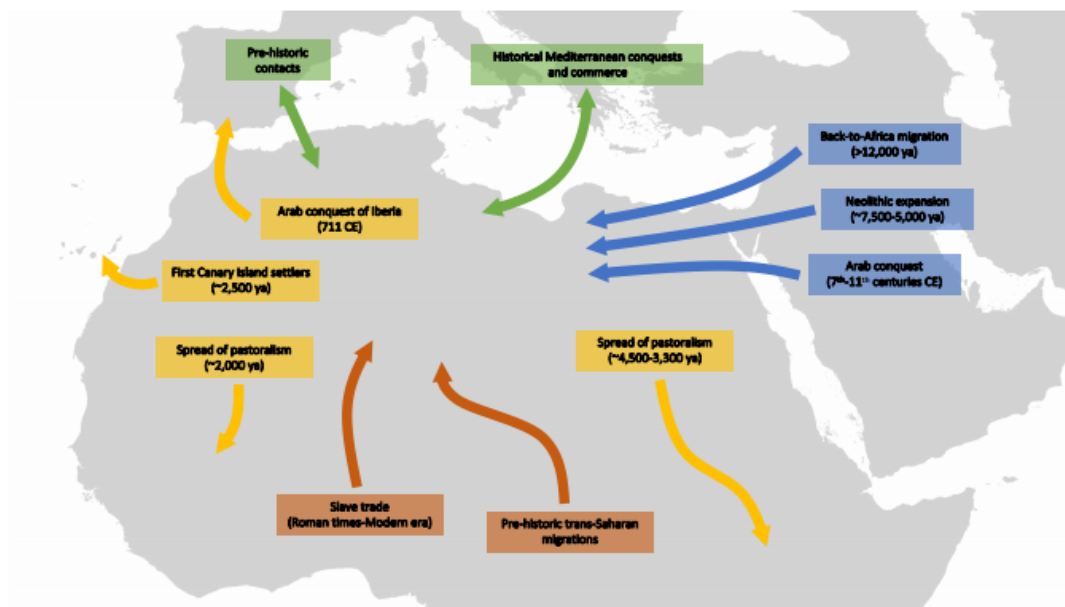 Pre-historic
contacts
Historical Mediterranean conquests
and commerce
Back-to-Africa migration
(>12,000 ya)
Neolithic expansion
(~7,500-5,000 ya)
Arab conquest of Iberia
(711 CE)
Arab conquest
(7th-11th centuries CE)
First Canary Island settlers
(~2,500 ya)
Spread of pastoralism
(~2,000 ya)
Spread of pastoralism
(~4,500-3,300 ya)
Slave trade
(Roman times-Modern era)
Pre-historic trans-Saharan
migrations